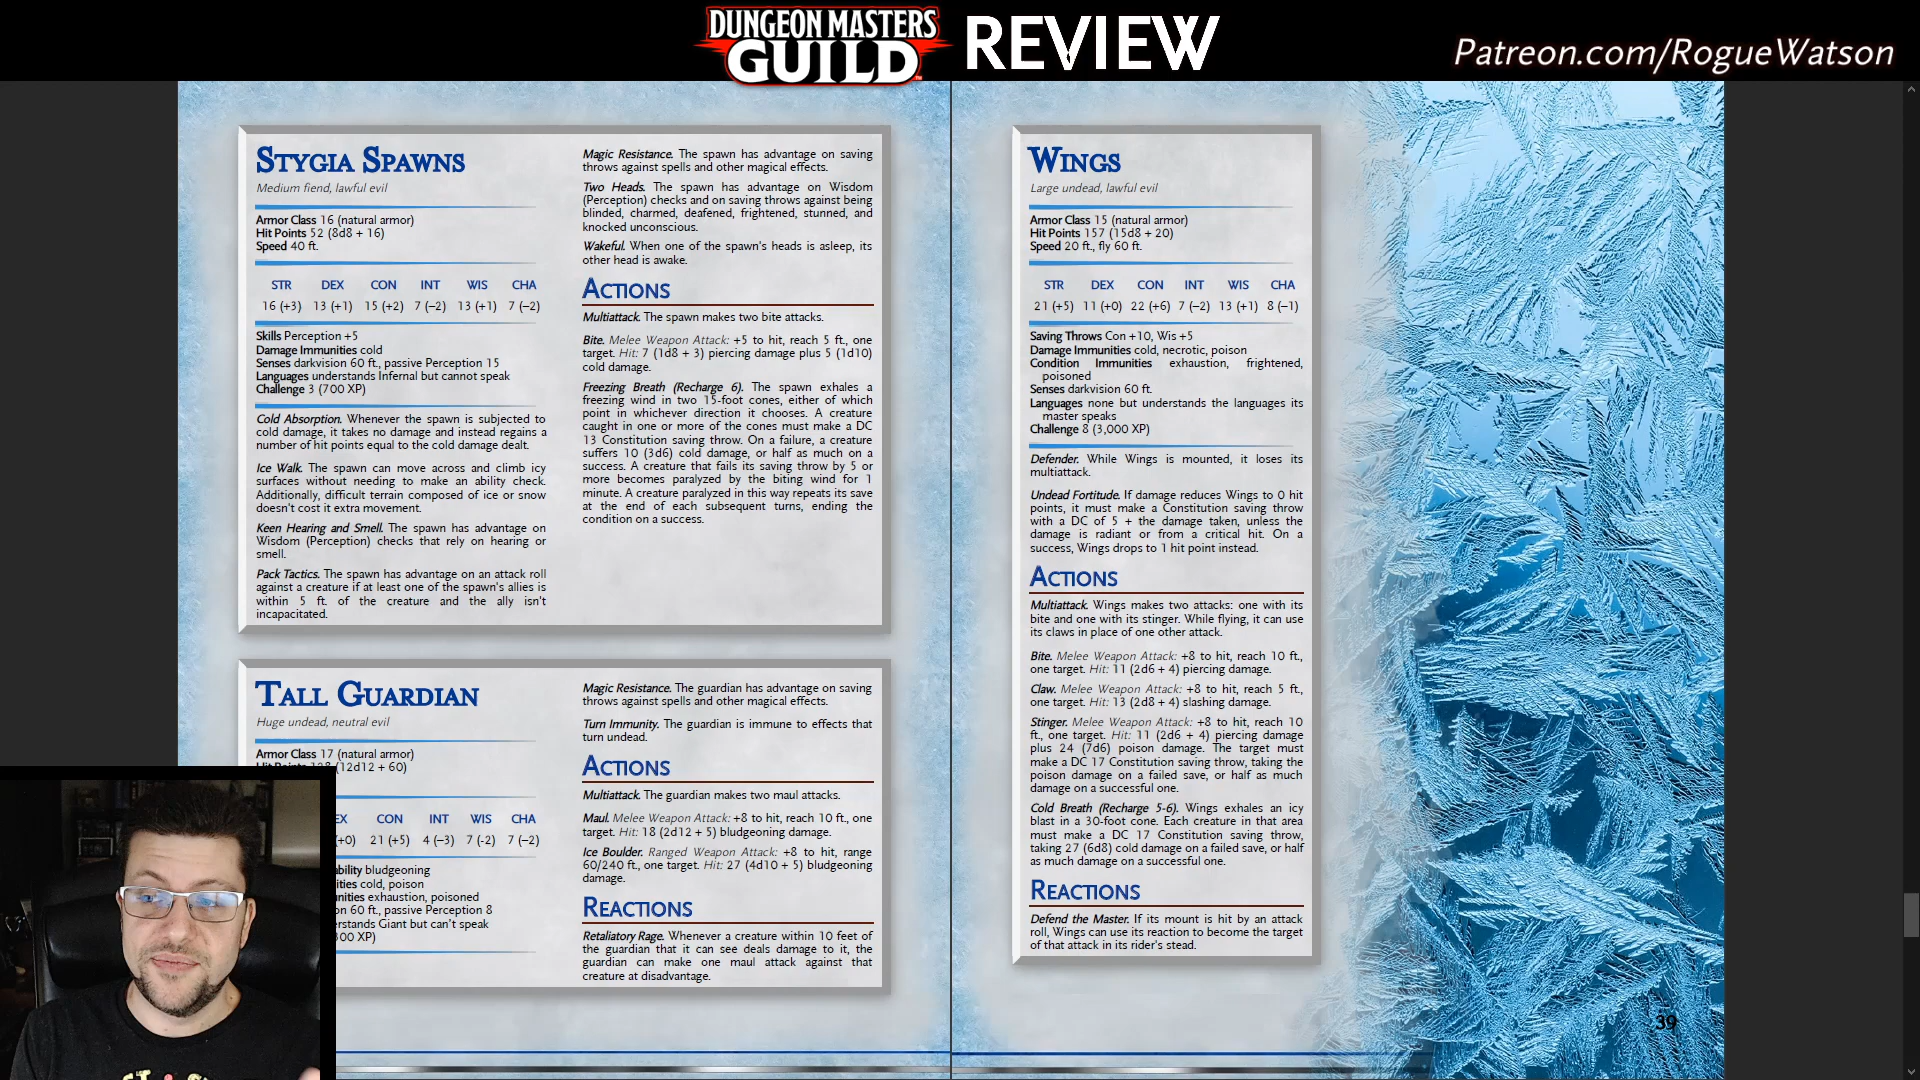 DUNGEON MASTERS
GUILD
REVIEW
Patreon.com/RogueWatson
STYGIA SPAWNS
Medium fiend, lawful evil
Armor Class 16 (natural armor)
Hit Points 52 (8d8 + 16)
Speed 40 ft.
STR DEX CON INT WIS CHA
16 (+3) 13 (+1) 15 (+2) 7 (–2) 13 (+1) 7 (–2)
Skills Perception +5
Damage Immunities cold
Senses darkvision 60 ft., passive Perception 15
Languages understands Infernal but cannot speak
Challenge 3 (700 XP)
Cold Absorption. Whenever the spawn is subjected to
cold damage, it takes no damage and instead regains a
number of hit points equal to the cold damage dealt.
Ice Walk. The spawn can move across and climb icy
surfaces without needing to make an ability check.
Additionally, difficult terrain composed of ice or snow
doesn't cost it extra movement.
Keen Hearing and Smell. The spawn has advantage on
Wisdom (Perception) checks that rely on hearing or
smell.
Pack Tactics. The spawn has advantage on an attack roll
against a creature if at least one of the spawn's allies is
within 5 ft. of the creature and the ally isn't
incapacitated.
Magic Resistance. The spawn has advantage on saving
throws against spells and other magical effects.
Two Heads. The spawn has advantage on Wisdom
(Perception) checks and on saving throws against being
blinded, charmed, deafened, frightened, stunned, and
knocked unconscious.
Wakeful. When one of the spawn's heads is asleep, its
other head is awake.
ACTIONS
Multiattack. The spawn makes two bite attacks.
Bite. Melee Weapon Attack: +5 to hit, reach 5 ft., one
target. Hit: 7 (1d8 + 3) piercing damage plus 5 (1d10)
cold damage.
Freezing Breath (Recharge 6). The spawn exhales a
freezing wind in two 15-foot cones, either of which
point in whichever direction it chooses. A creature
caught in one or more of the cones must make a DC
13 Constitution saving throw. On a failure, a creature
suffers 10 (3d6) cold damage, or half as much on a
success. A creature that fails its saving throw by 5 or
more becomes paralyzed by the biting wind for 1
minute. A creature paralyzed in this way repeats its save
at the end of each subsequent turns, ending the
condition on a success.
TALL GUARDIAN
Huge undead, neutral evil
Armor Class 17 (natural armor)
(12d12 + 60)
EX CON INT WIS CHA
(+0) 21 (+5) 4 (–3) 7 (-2) 7 (–2)
ability bludgeoning
ities cold, poison
unities exhaustion, poisoned
on 60 ft., passive Perception 8
erstands Giant but can't speak
00 XP)
Magic Resistance. The guardian has advantage on saving
throws against spells and other magical effects.
Turn Immunity. The guardian is immune to effects that
turn undead.
ACTIONS
Multiattack. The guardian makes two maul attacks.
Maul. Melee Weapon Attack: +8 to hit, reach 10 ft., one
target. Hit: 18 (2d12 + 5) bludgeoning damage.
Ice Boulder. Ranged Weapon Attack: +8 to hit, range
60/240 ft., one target. Hit: 27 (4d10 + 5) bludgeoning
damage.
REACTIONS
Retaliatory Rage. Whenever a creature within 10 feet of
the guardian that it can see deals damage to it, the
guardian can make one maul attack against that
creature at disadvantage.
WINGS
Large undead, lawful evil
Armor Class 15 (natural armor)
Hit Points 157 (15d8 + 20)
Speed 20 ft., fly 60 ft.
STR DEX CON INT WIS CHA
21 (+5) 11 (+0) 22 (+6) 7 (–2) 13 (+1) 8 (–1)
Saving Throws Con +10, Wis +5
Damage Immunities cold, necrotic, poison
Condition Immunities exhaustion, frightened,
poisoned
Senses darkvision 60 ft.
Languages none but understands the languages its
master speaks
Challenge 8 (3,000 XP)
Defender. While Wings is mounted, it loses its
multiattack.
Undead Fortitude. If damage reduces Wings to 0 hit
points, it must make a Constitution saving throw
with a DC of 5 + the damage taken, unless the
damage is radiant or from a critical hit. On a
success, Wings drops to 1 hit point instead.
ACTIONS
Multiattack. Wings makes two attacks: one with its
bite and one with its stinger. While flying, it can use
its claws in place of one other attack.
Bite. Melee Weapon Attack: +8 to hit, reach 10 ft.,
one target. Hit: 11 (2d6 + 4) piercing damage.
Claw. Melee Weapon Attack: +8 to hit, reach 5 ft.,
one target. Hit: 13 (2d8 + 4) slashing damage.
Stinger. Melee Weapon Attack: +8 to hit, reach 10
ft., one target. Hit: 11 (2d6 + 4) piercing damage
plus 24 (7d6) poison damage. The target must
make a DC 17 Constitution saving throw, taking the
poison damage on a failed save, or half as much
damage on a successful one.
Cold Breath (Recharge 5-6). Wings exhales an icy
blast in a 30-foot cone. Each creature in that area
must make a DC 17 Constitution saving throw,
taking 27 (6d8) cold damage on a failed save, or half
as much damage on a successful one.
REACTIONS
Defend the Master. If its mount is hit by an attack
roll, Wings can use its reaction to become the target
of that attack in its rider's stead.
39